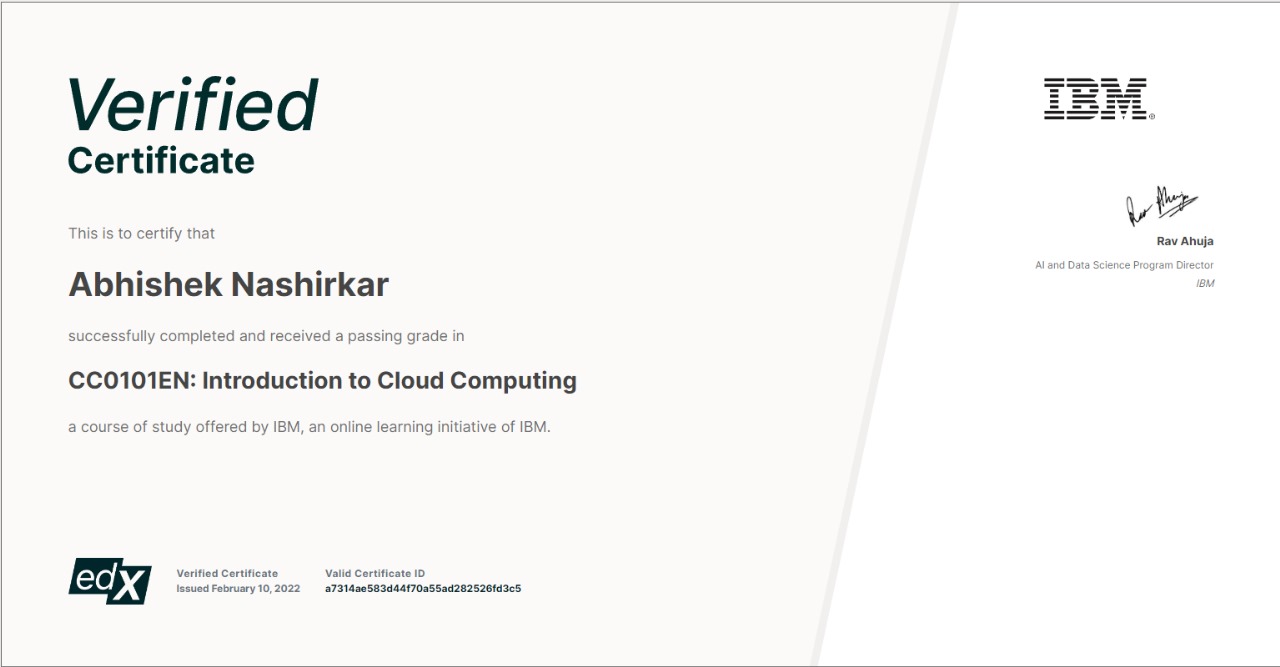 Verified
Certificate
This is to certify that
Abhishek Nashirkar
successfully completed and received a passing grade in
CC0101EN: Introduction to Cloud Computing
a course of study offered by IBM, an online learning initiative of IBM.
edX
Verified Certificate
Issued February 10, 2022
Valid Certificate ID
a7314ae583d44f70a55ad282526fd3c5
IBM®
Rav Ahuja
Rav Ahuja
AI and Data Science Program Director
IBM